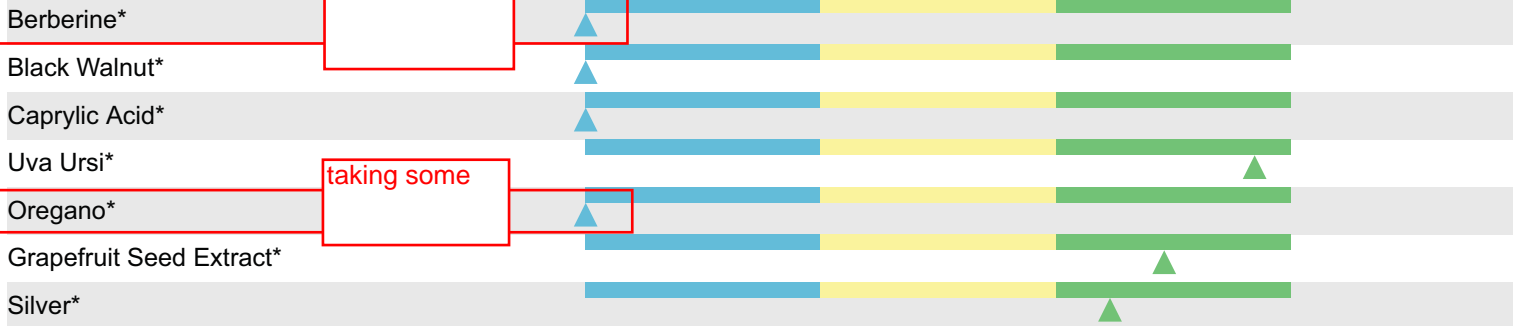 Berberine*
Black Walnut*
Caprylic Acid*
Uva Ursi*
taking some
Oregano*
Grapefruit Seed Extract*
Silver*